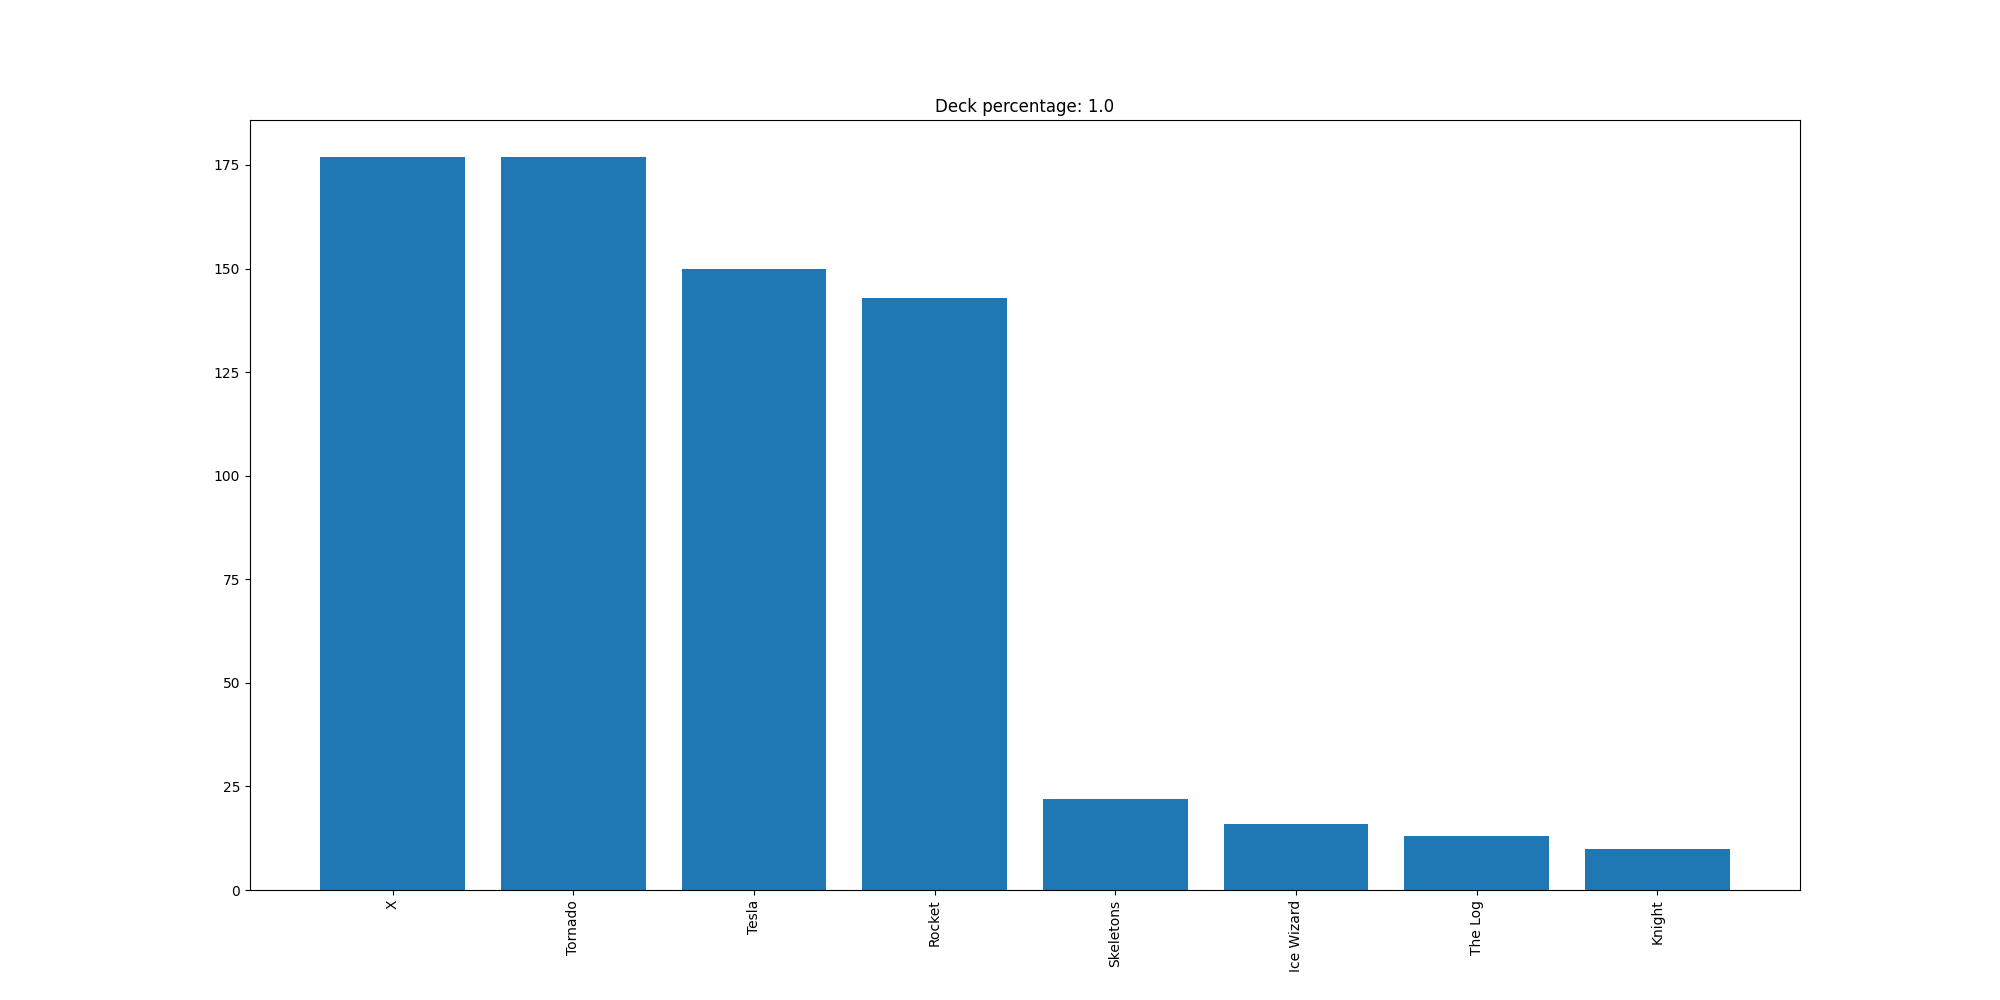 Deck percentage: 1.0
175
150
125
100
75
50
25
0
X
Tornado
Tesla
Rocket
Skeletons
Ice Wizard
The Log
Knight